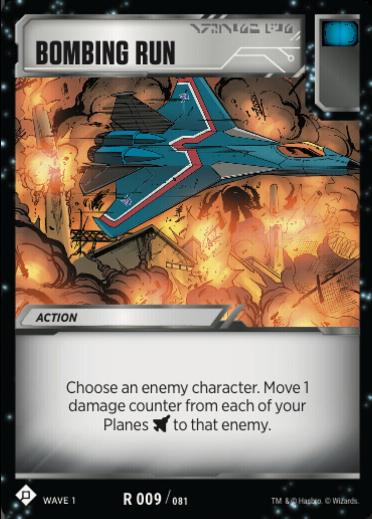 BOMBING RUN
ACTION
Choose an enemy character. Move 1
damage counter from each of your
Planes to that enemy.
WAVE 1 R 009 / 081 TM & © Hasbro. © Wizards.